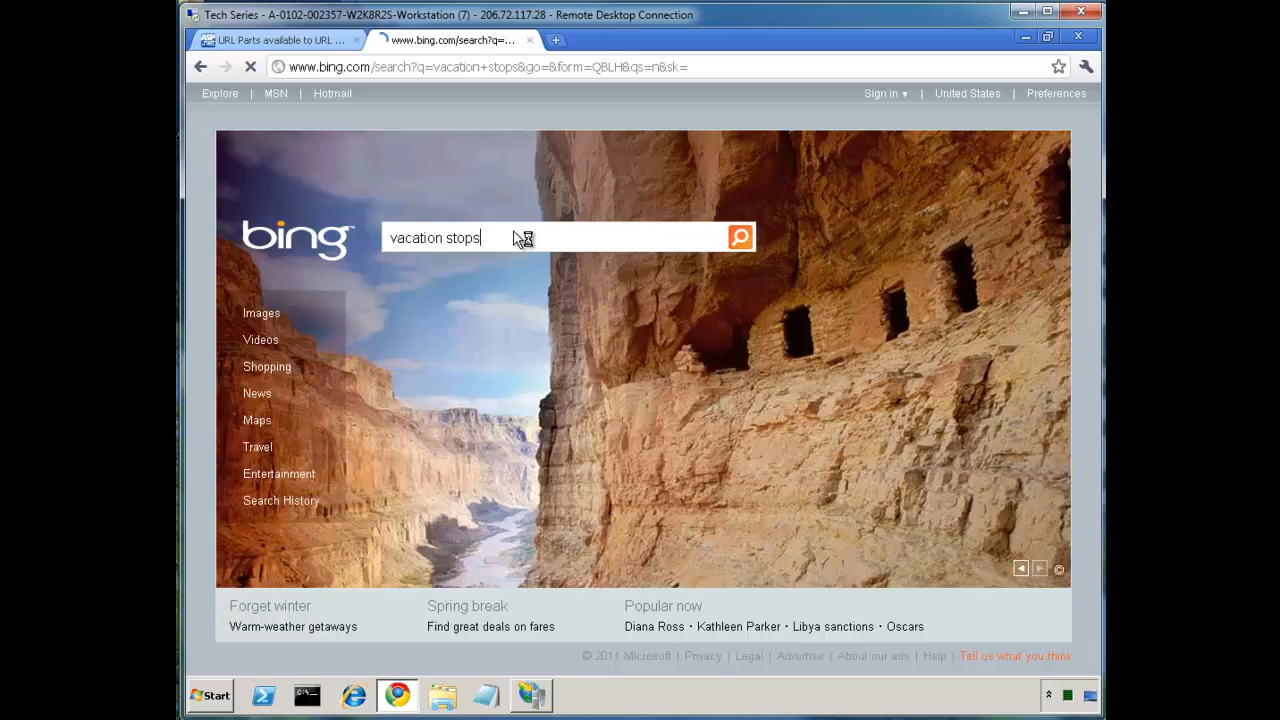 Tech Series - A-0102-002357-W2K8R2S-Workstation (7) - 206.72.117.28 - Remote Desktop Connection
URL Parts available to URL ...
www.bing.com/search?q=...
www.bing.com/search?q=vacation+stops&go=&form=QBLH&qs=n&sk=
Explore | MSN | Hotmail
Sign in ▾ | United States | Preferences
bing™
vacation stops
Images
Videos
Shopping
News
Maps
Travel
Entertainment
Search History
Forget winter
Warm-weather getaways
Spring break
Find great deals on fares
Popular now
Diana Ross · Kathleen Parker · Libya sanctions · Oscars
© 2011 Microsoft | Privacy | Legal | Advertise | About our ads | Help | Tell us what you think
Start